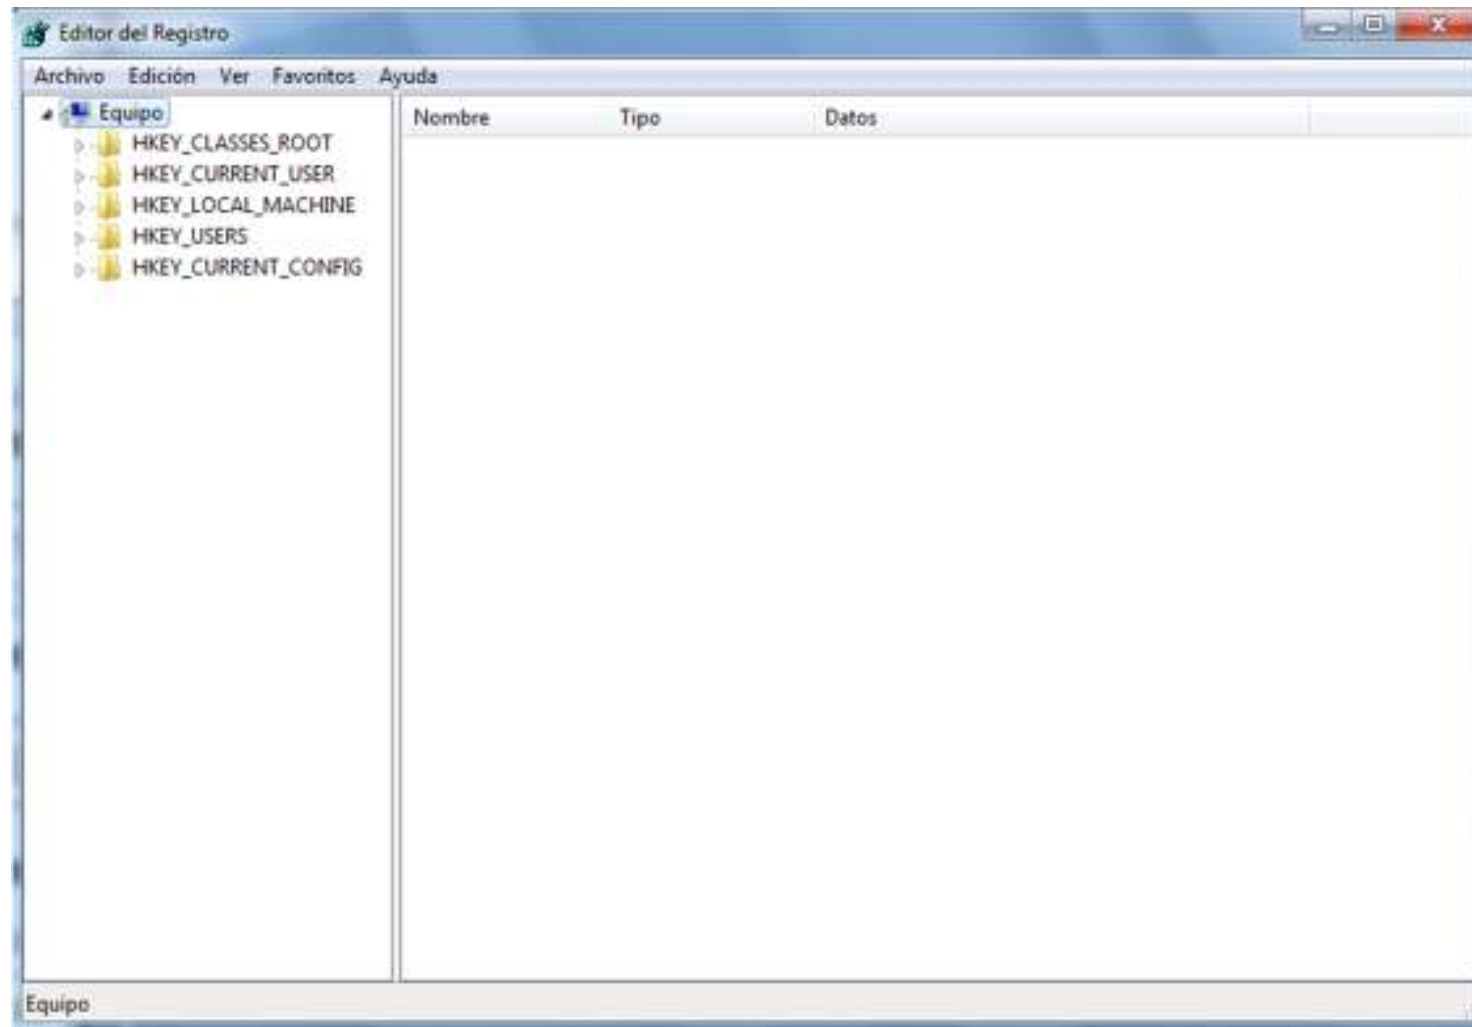 Editor del Registro
Archivo Edición Ver Favoritos Ayuda
Equipo
HKEY_CLASSES_ROOT
HKEY_CURRENT_USER
HKEY_LOCAL_MACHINE
HKEY_USERS
HKEY_CURRENT_CONFIG
Nombre Tipo Datos
Equipo